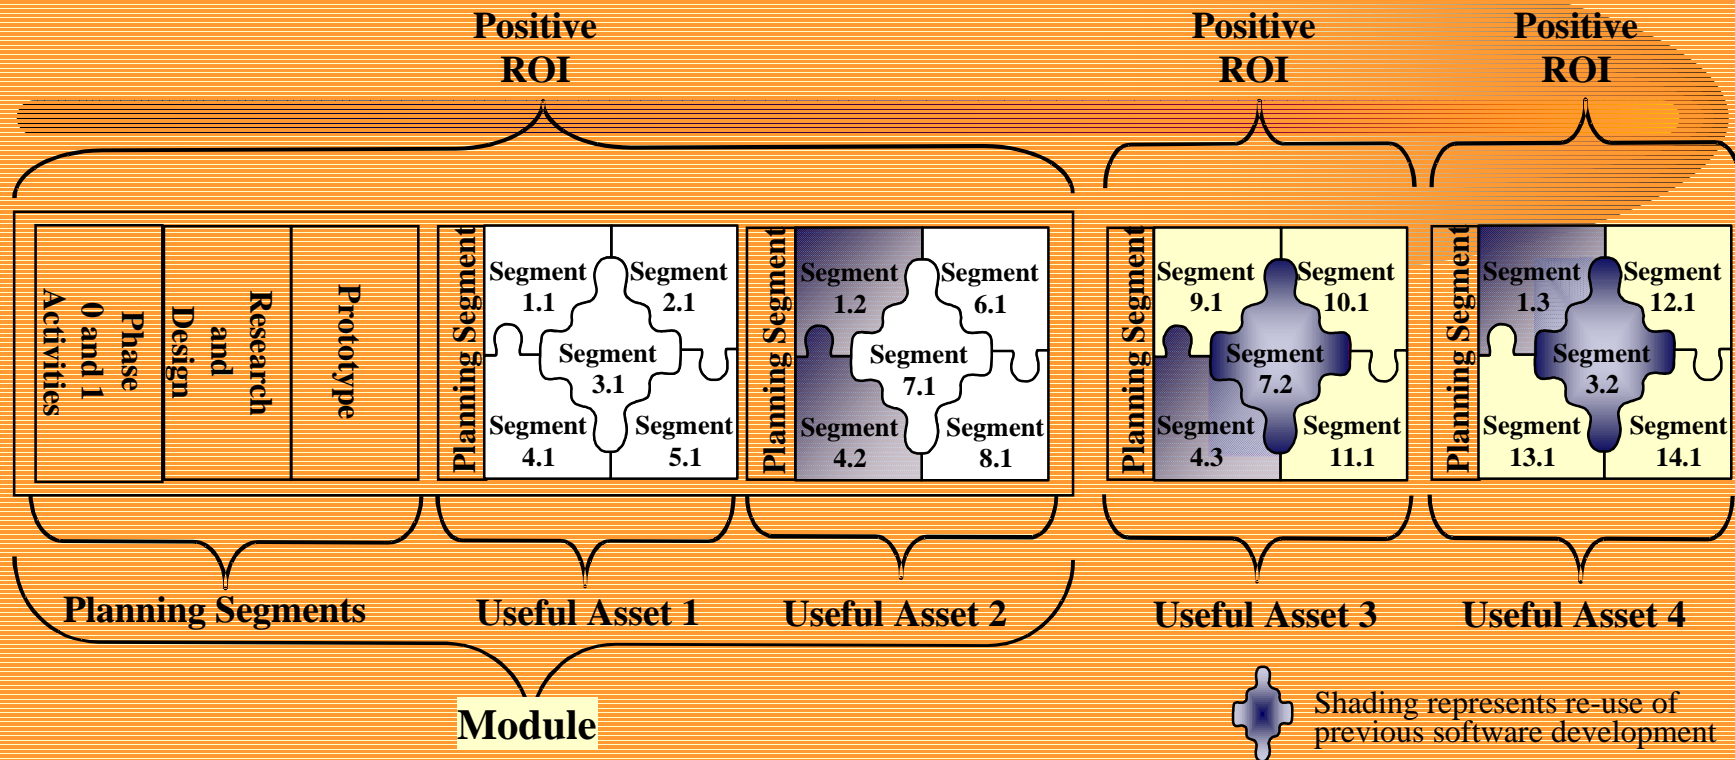 Positive
ROI
Positive
ROI
Positive
ROI
Phase
0 and 1
Activities
Research
and
Design
Prototype
Planning Segment
Segment
1.1
Segment
2.1
Segment
3.1
Segment
4.1
Segment
5.1
Planning Segment
Segment
1.2
Segment
6.1
Segment
7.1
Segment
4.2
Segment
8.1
Planning Segment
Segment
9.1
Segment
10.1
Segment
7.2
Segment
4.3
Segment
11.1
Planning Segment
Segment
1.3
Segment
12.1
Segment
3.2
Segment
13.1
Segment
14.1
Planning Segments
Useful Asset 1
Useful Asset 2
Useful Asset 3
Useful Asset 4
Module
Shading represents re-use of
previous software development